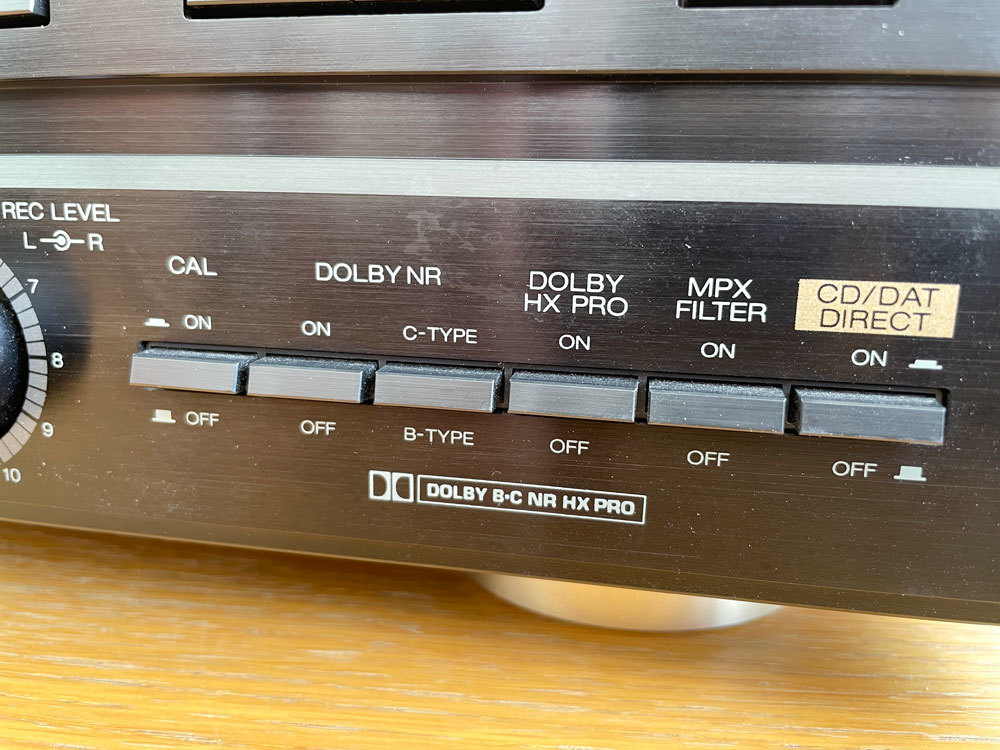 REC LEVEL
L R
7
8
9
10
CAL
ON
OFF
DOLBY NR
ON
OFF
C-TYPE
B-TYPE
DOLBY
HX PRO
ON
OFF
MPX
FILTER
ON
OFF
CD/DAT
DIRECT
ON
OFF
DOLBY B·C NR HX PRO